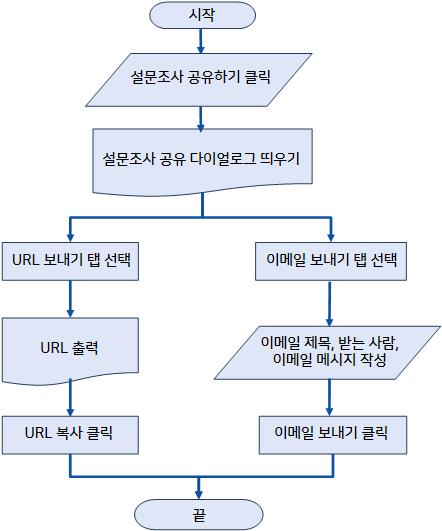 시작
설문조사 공유하기 클릭
설문조사 공유 다이얼로그 띄우기
URL 보내기 탭 선택
이메일 보내기 탭 선택
URL 출력
이메일 제목, 받는 사람,
이메일 메시지 작성
URL 복사 클릭
이메일 보내기 클릭
끝